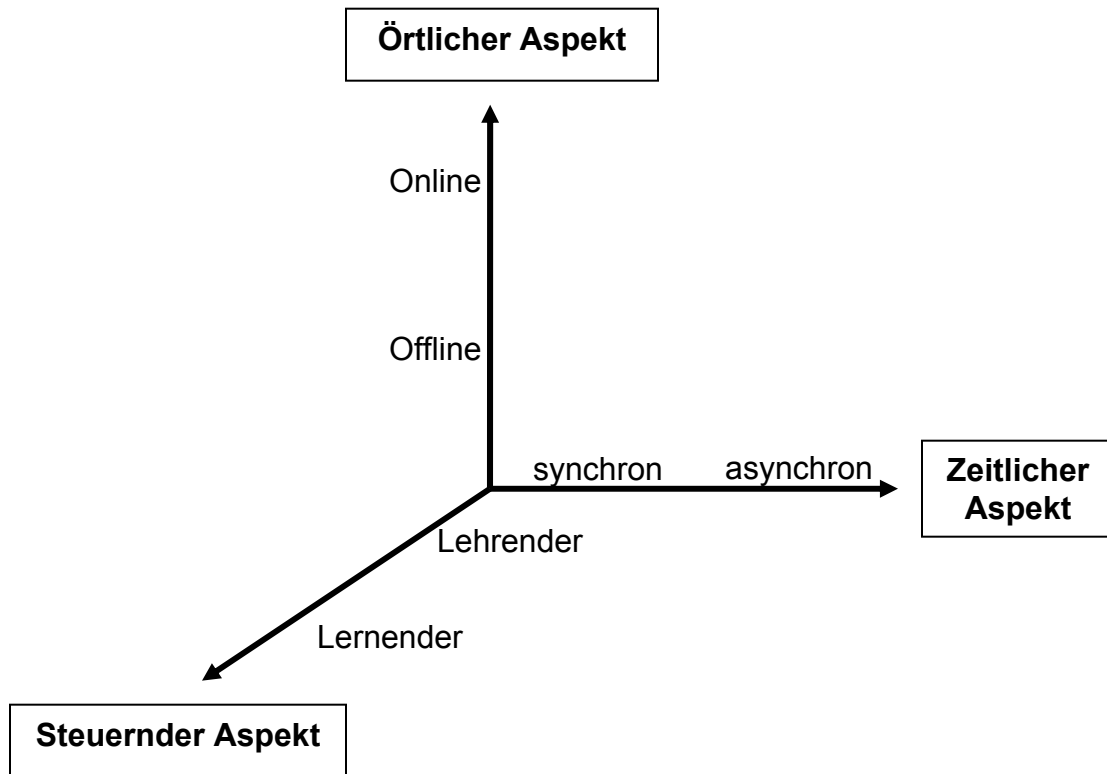 Örtlicher Aspekt
Online
Offline
synchron
asynchron
Zeitlicher
Aspekt
Lehrender
Lernender
Steuernder Aspekt